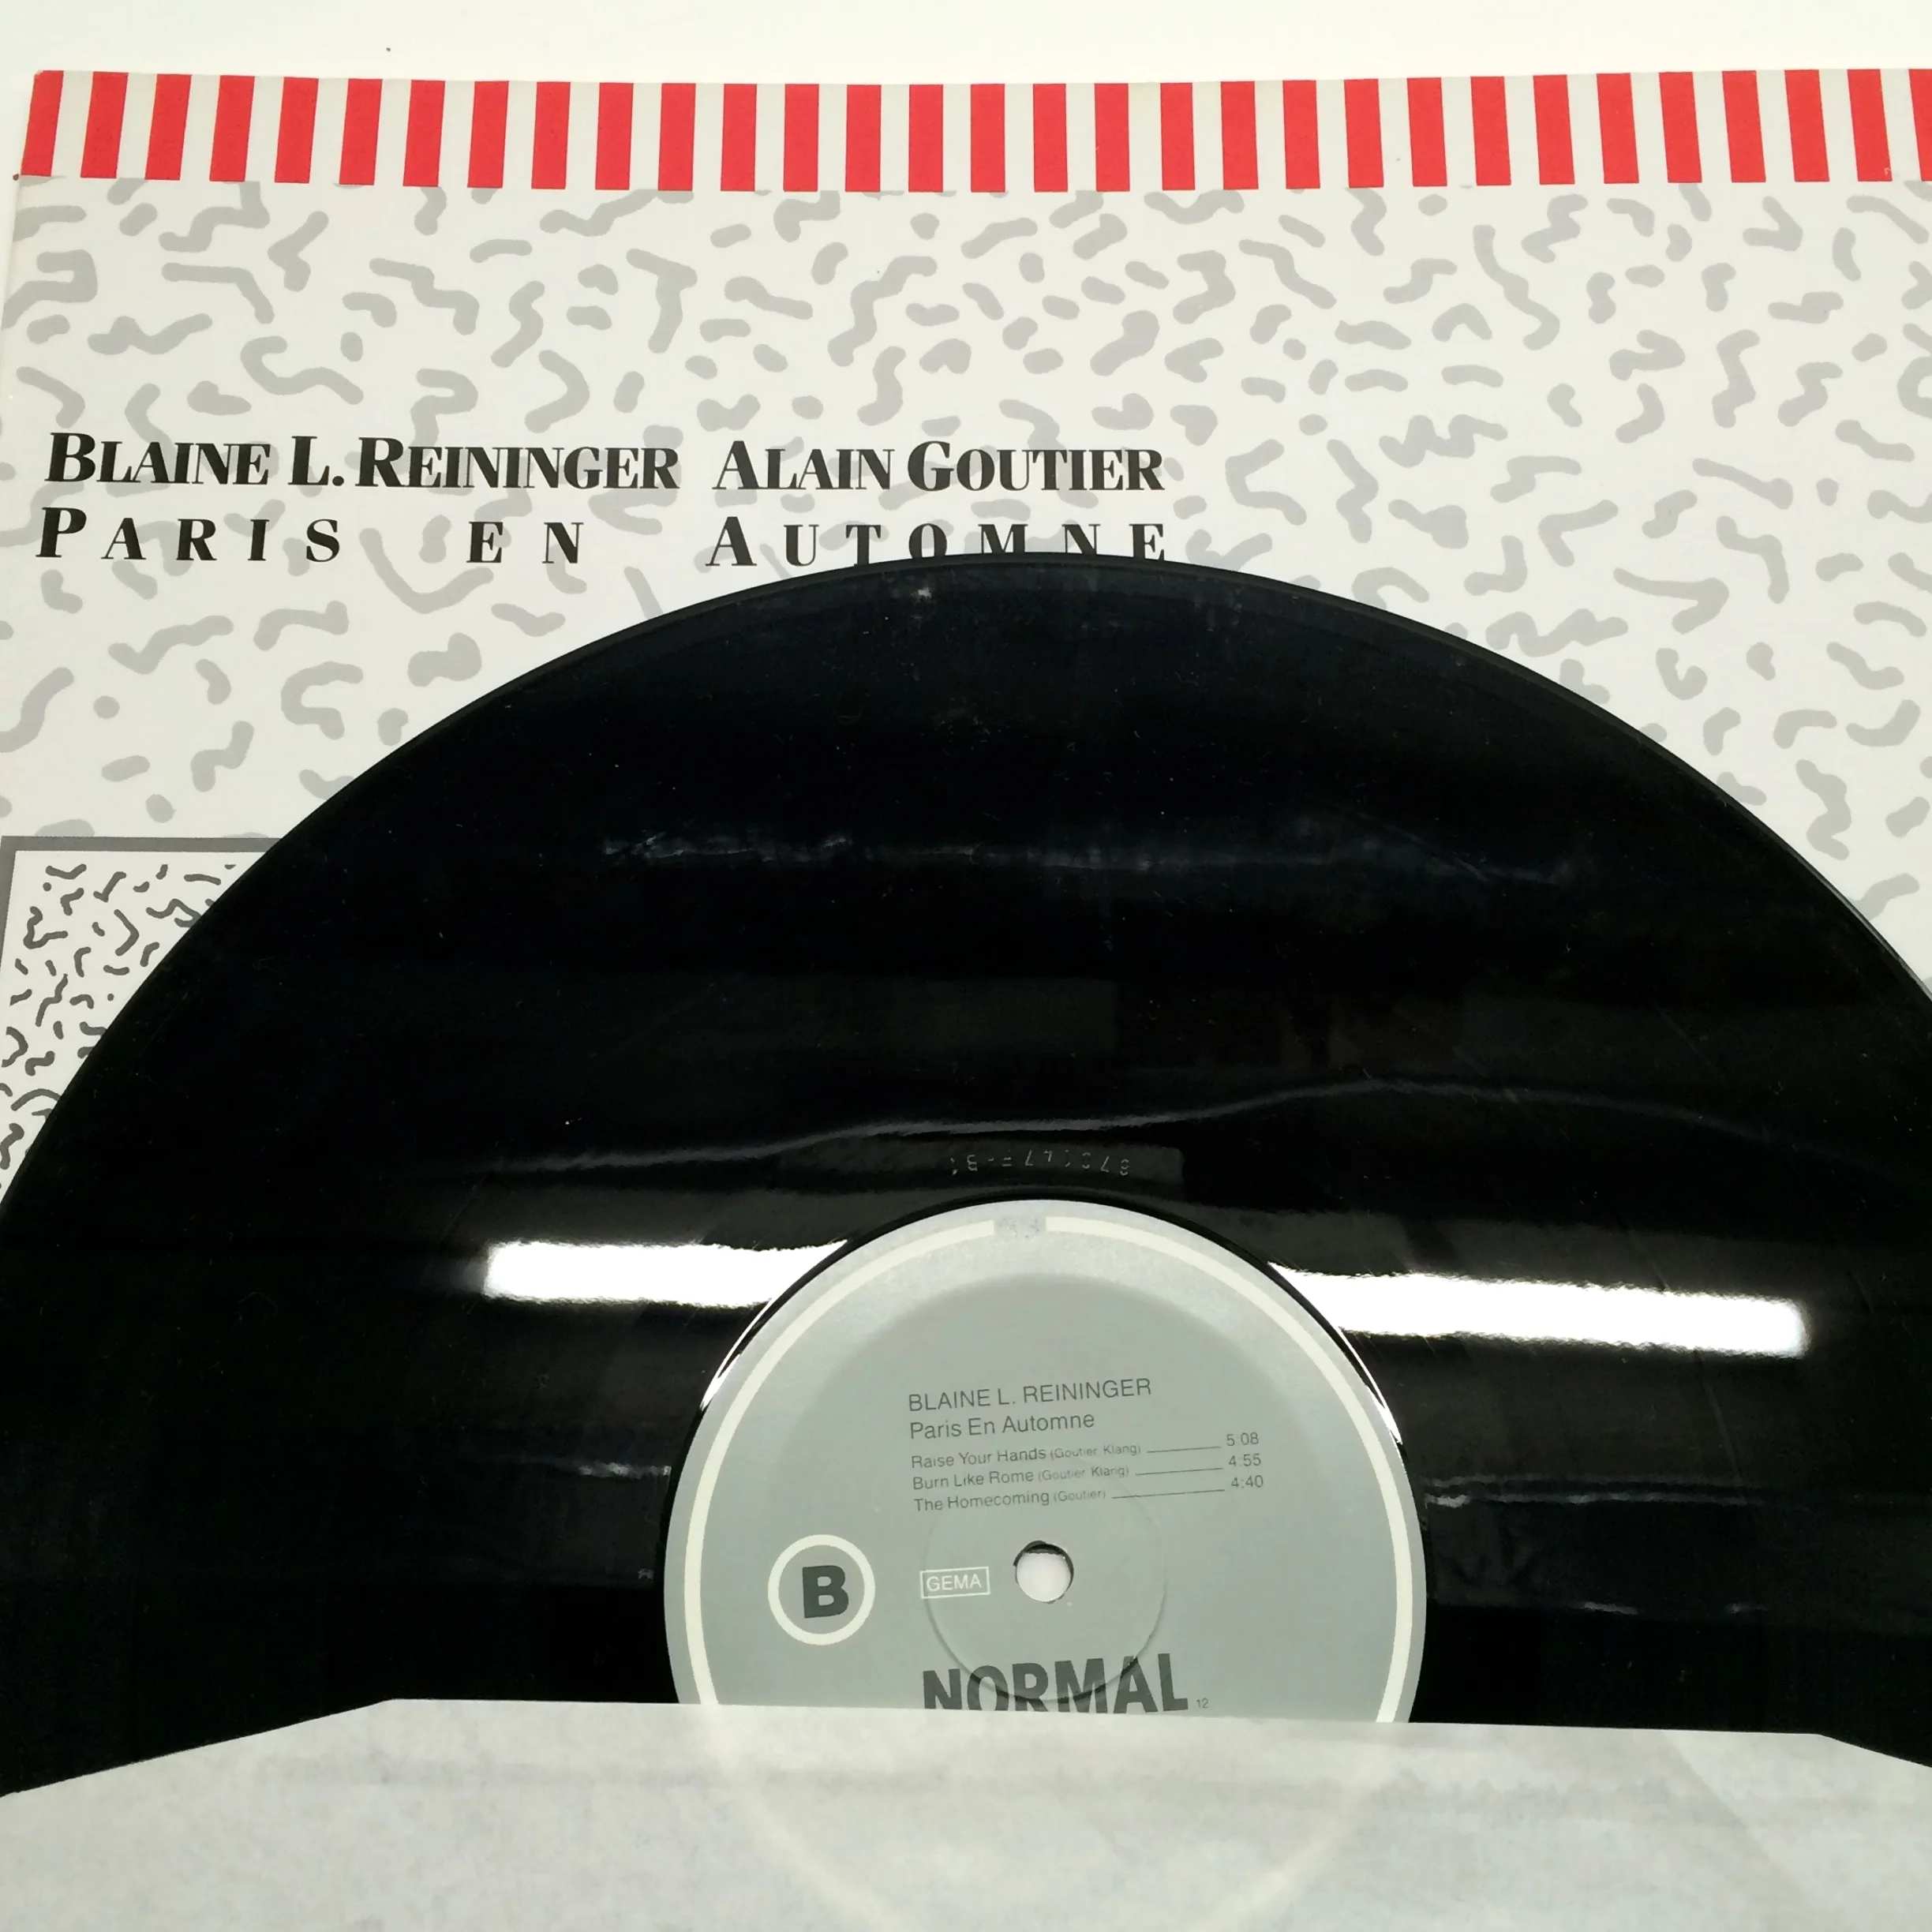 BLAINE L. REININGER ALAIN GOUTIER
PARIS EN AUTOMNE
BLAINE L. REININGER
Paris En Automne
Raise Your Hands (Goutier, Klang) 5:08
Burn Like Rome (Goutier, Klang) 4:55
The Homecoming (Goutier) 4:40
B
GEMA
NORMAL 12